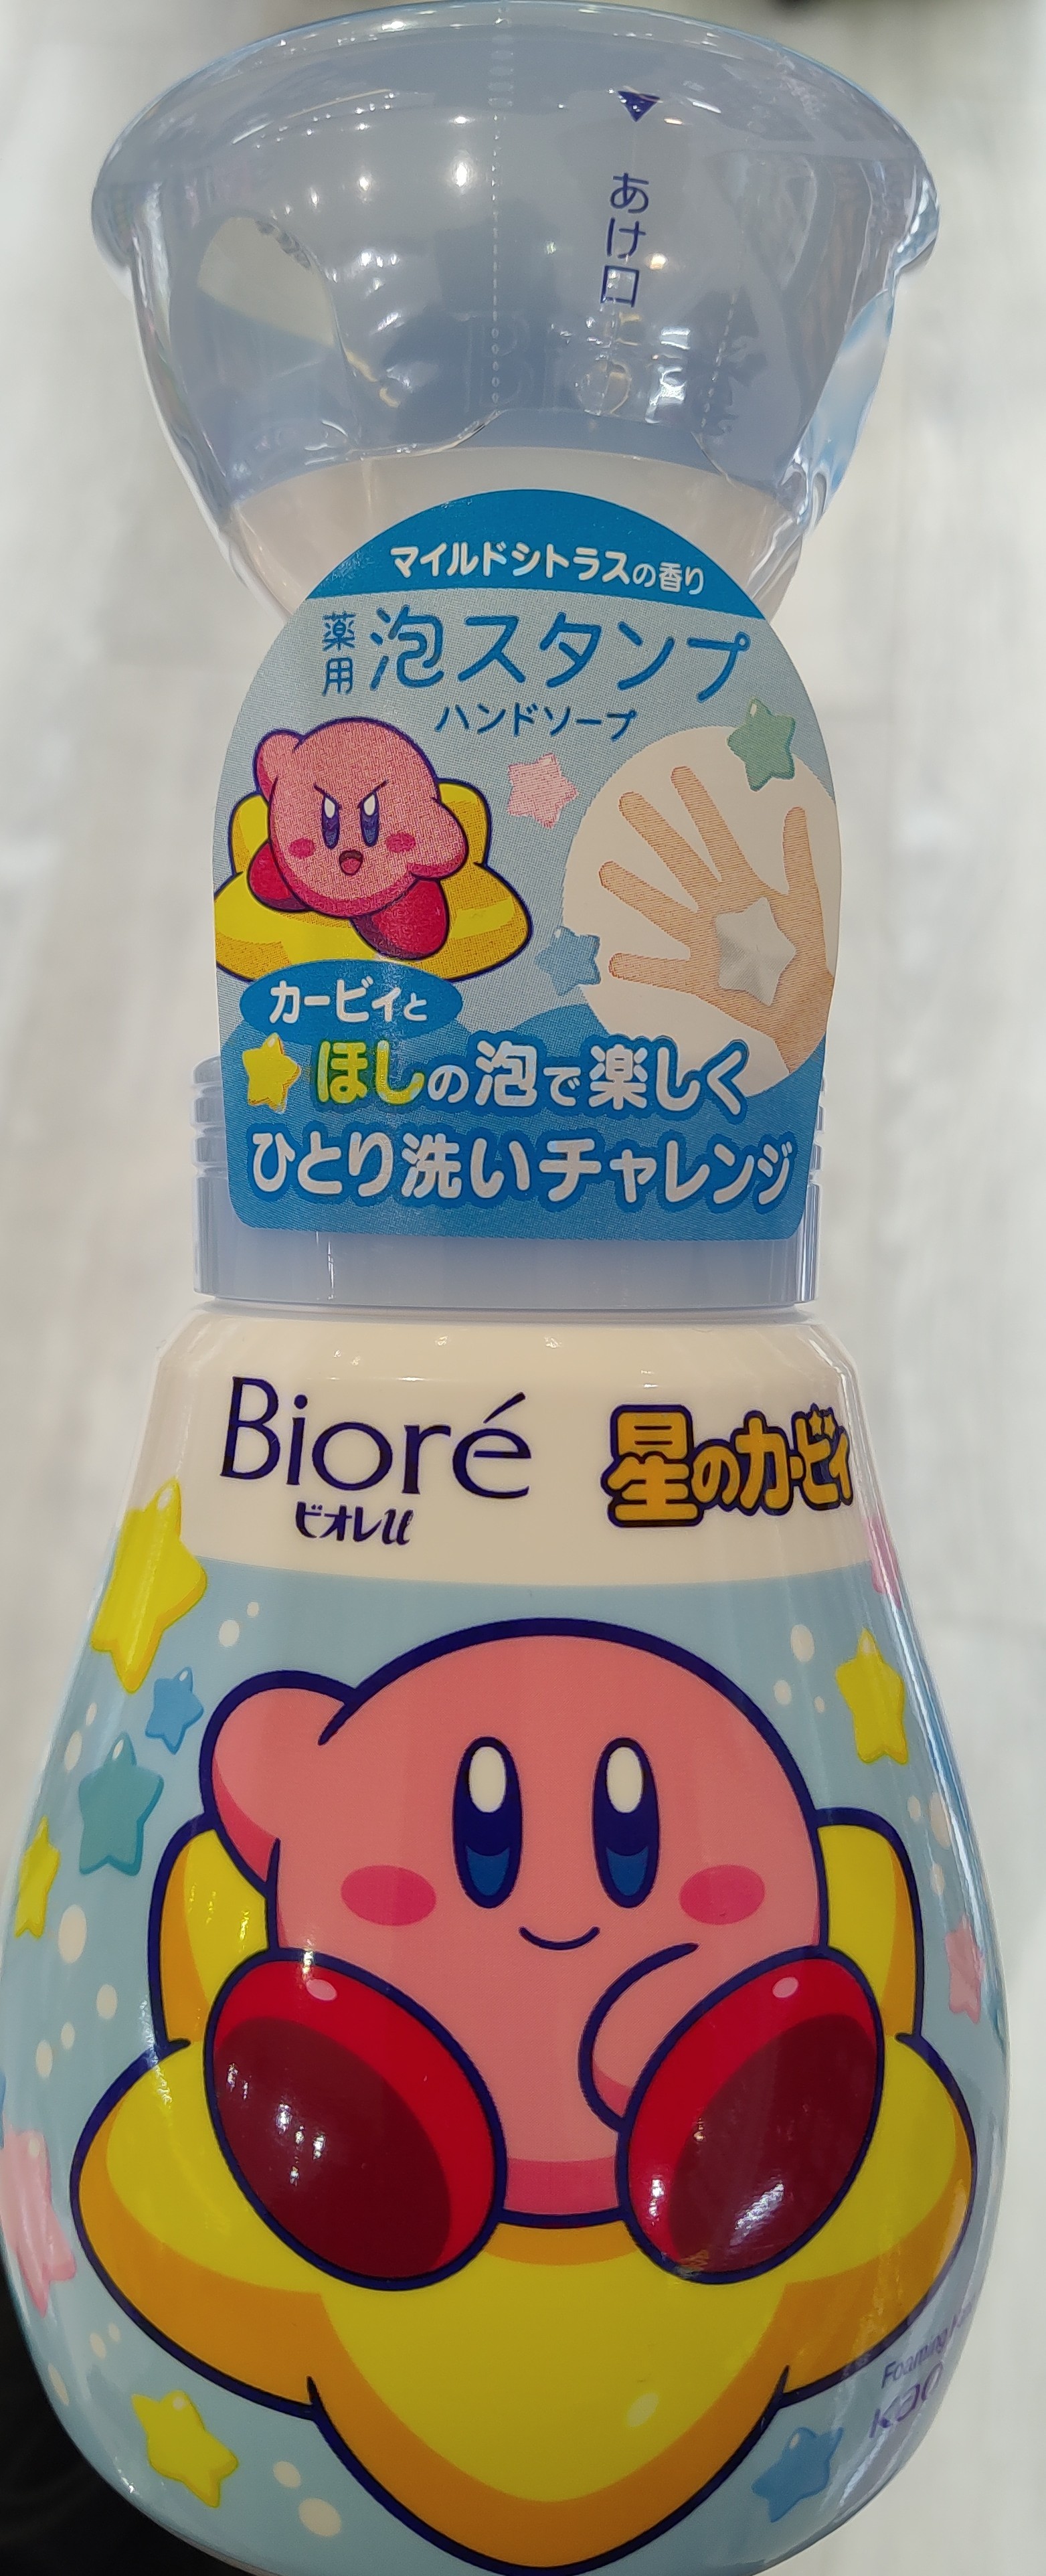 あけ口
マイルドシトラスの香り
薬用 泡スタンプ
ハンドソープ
カービィと
ほしの泡で楽しく
ひとり洗いチャレンジ
Bioré 星のカービィ
ビオレu
Foaming
Kao